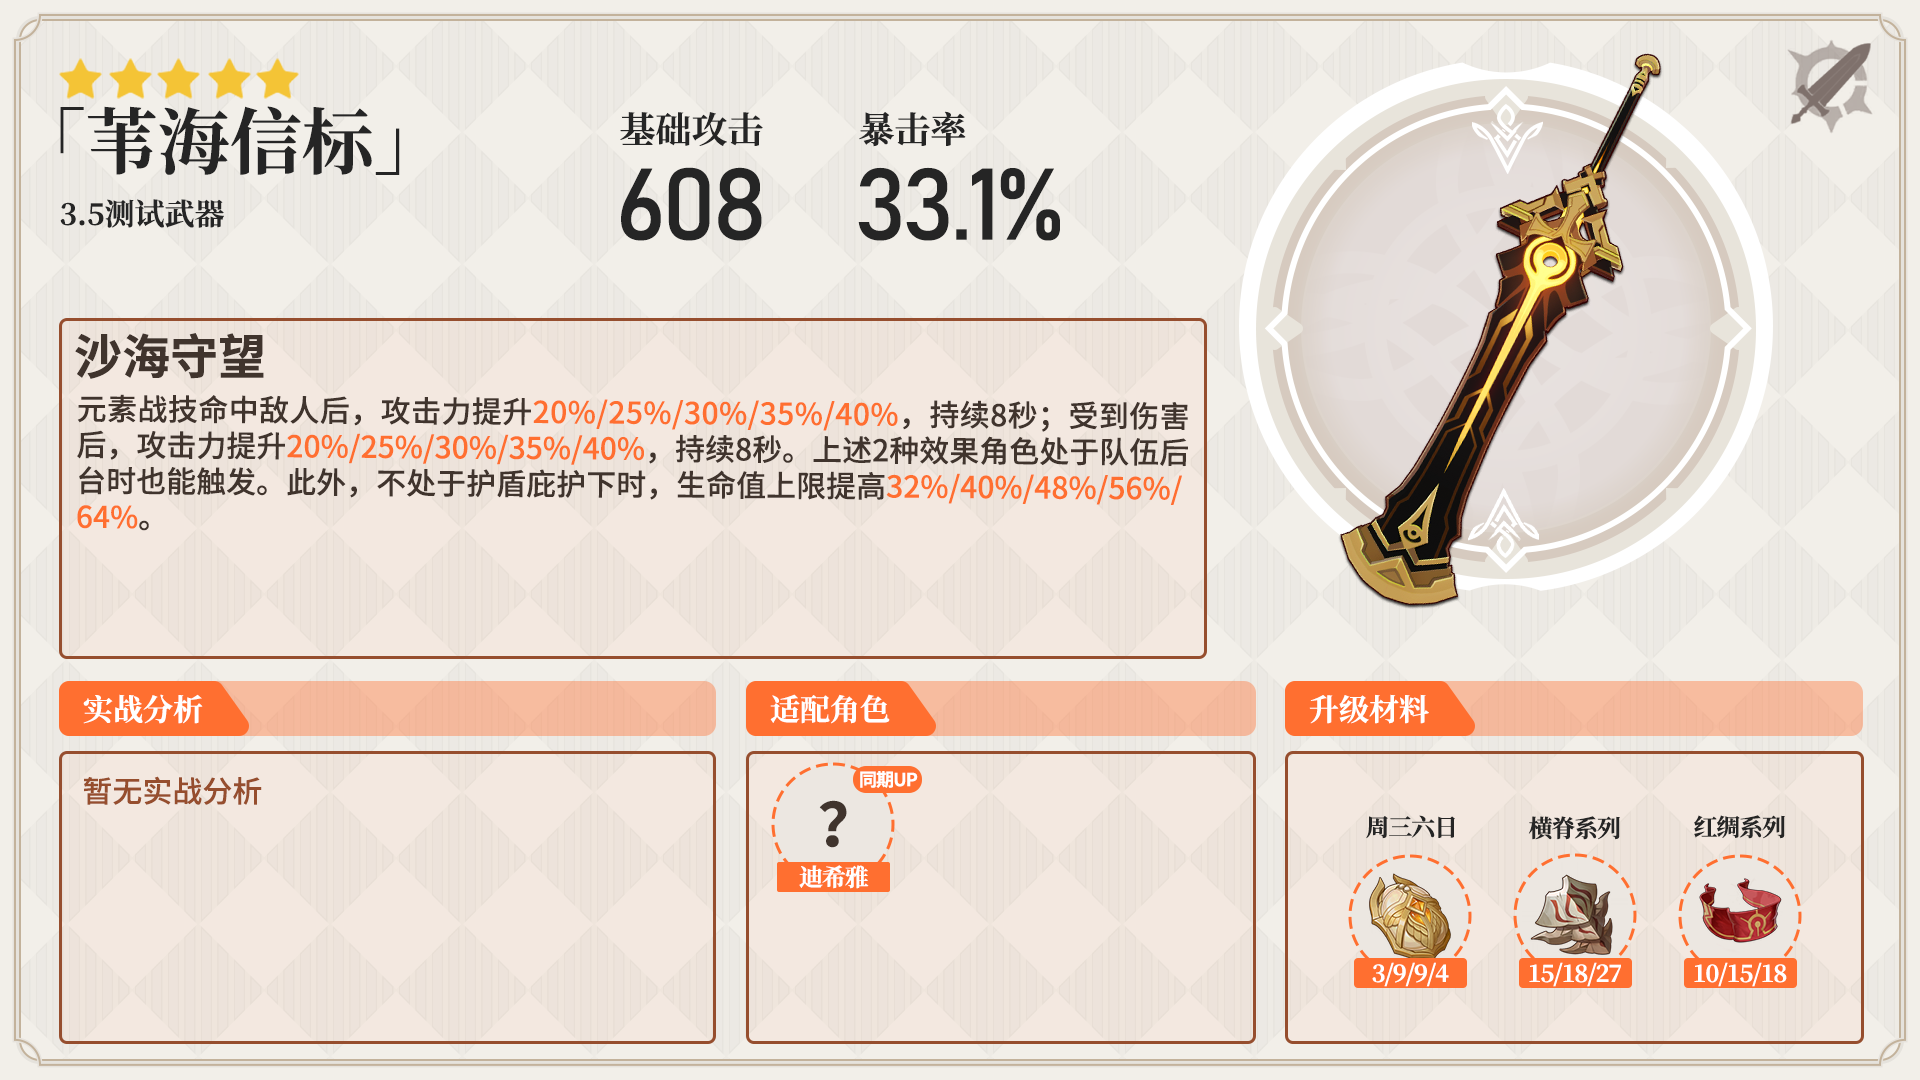 「苇海信标」
3.5测试武器
基础攻击
608
暴击率
33.1%
沙海守望
元素战技命中敌人后，攻击力提升20%/25%/30%/35%/40%，持续8秒；受到伤害
后，攻击力提升20%/25%/30%/35%/40%，持续8秒。上述2种效果角色处于队伍后
台时也能触发。此外，不处于护盾庇护下时，生命值上限提高32%/40%/48%/56%/
64%。
实战分析
暂无实战分析
适配角色
同期UP
?
迪希雅
升级材料
周三六日
3/9/9/4
横脊系列
15/18/27
红绸系列
10/15/18